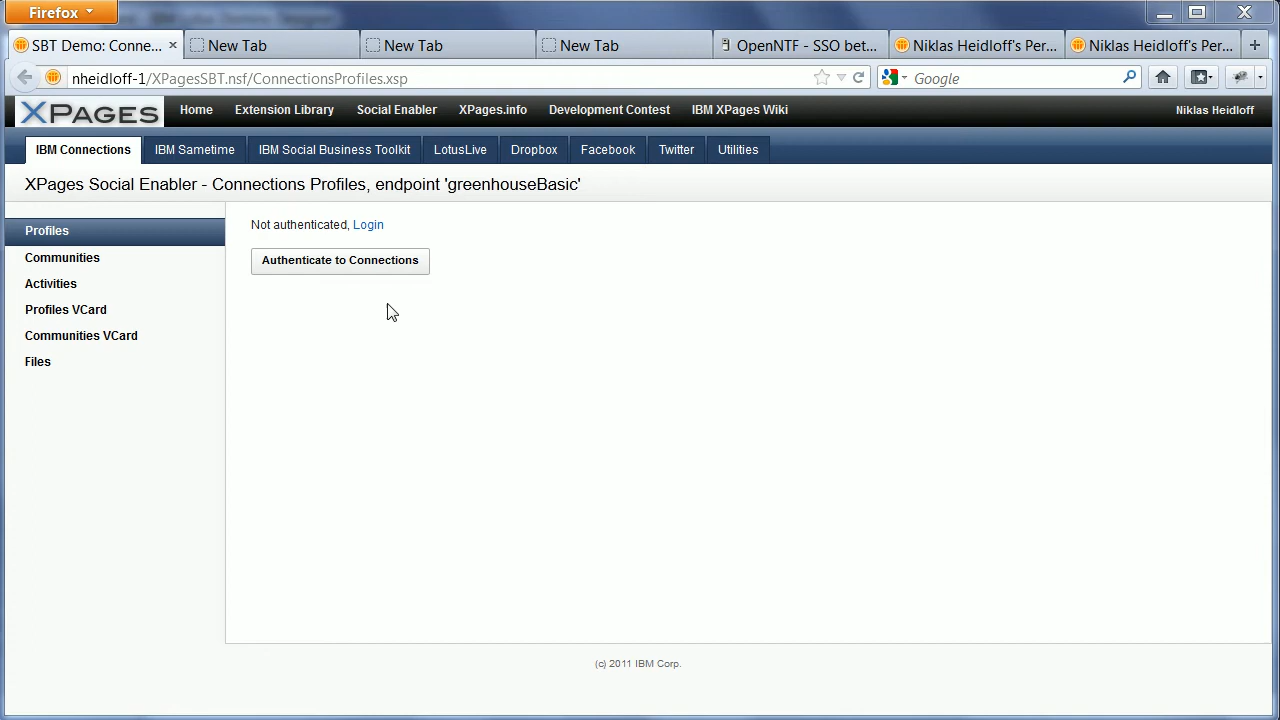 Firefox
SBT Demo: Conne...
New Tab
New Tab
New Tab
OpenNTF - SSO bet...
Niklas Heidloff's Per...
Niklas Heidloff's Per...
nheidloff-1/XPagesSBT.nsf/ConnectionsProfiles.xsp
Google
XPAGES
Home
Extension Library
Social Enabler
XPages.info
Development Contest
IBM XPages Wiki
Niklas Heidloff
IBM Connections
IBM Sametime
IBM Social Business Toolkit
LotusLive
Dropbox
Facebook
Twitter
Utilities
XPages Social Enabler - Connections Profiles, endpoint 'greenhouseBasic'
Profiles
Communities
Activities
Profiles VCard
Communities VCard
Files
Not authenticated, Login
Authenticate to Connections
(c) 2011 IBM Corp.